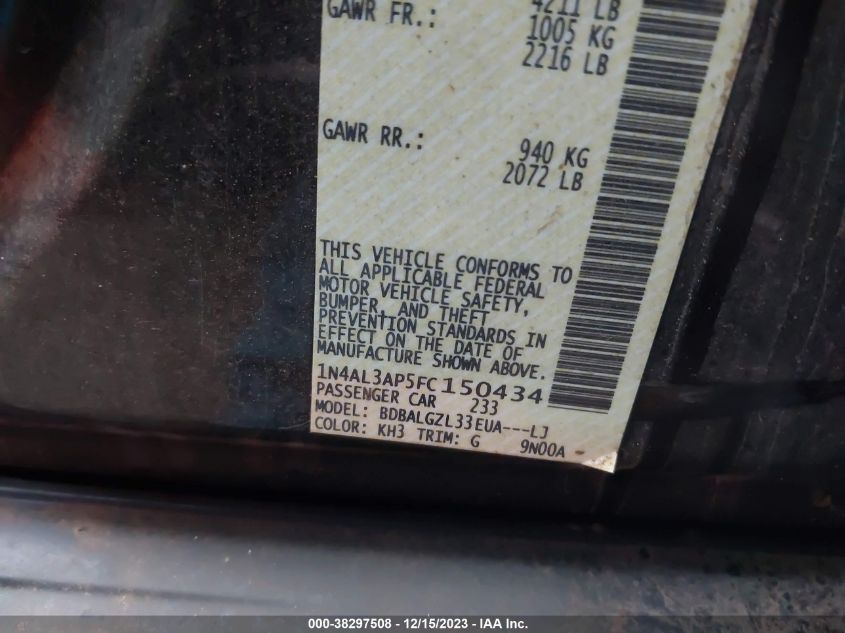 4211 LB
GAWR FR.: 1005 KG
2216 LB
GAWR RR.: 940 KG
2072 LB
THIS VEHICLE CONFORMS TO
ALL APPLICABLE FEDERAL
MOTOR VEHICLE SAFETY,
BUMPER, AND THEFT
PREVENTION STANDARDS IN
EFFECT ON THE DATE OF
MANUFACTURE SHOWN ABOVE.
1N4AL3AP5FC150434
PASSENGER CAR 233
MODEL: BDBALGZL33EUA---LJ
COLOR: KH3 TRIM: G 9N00A
000-38297508 - 12/15/2023 - IAA Inc.